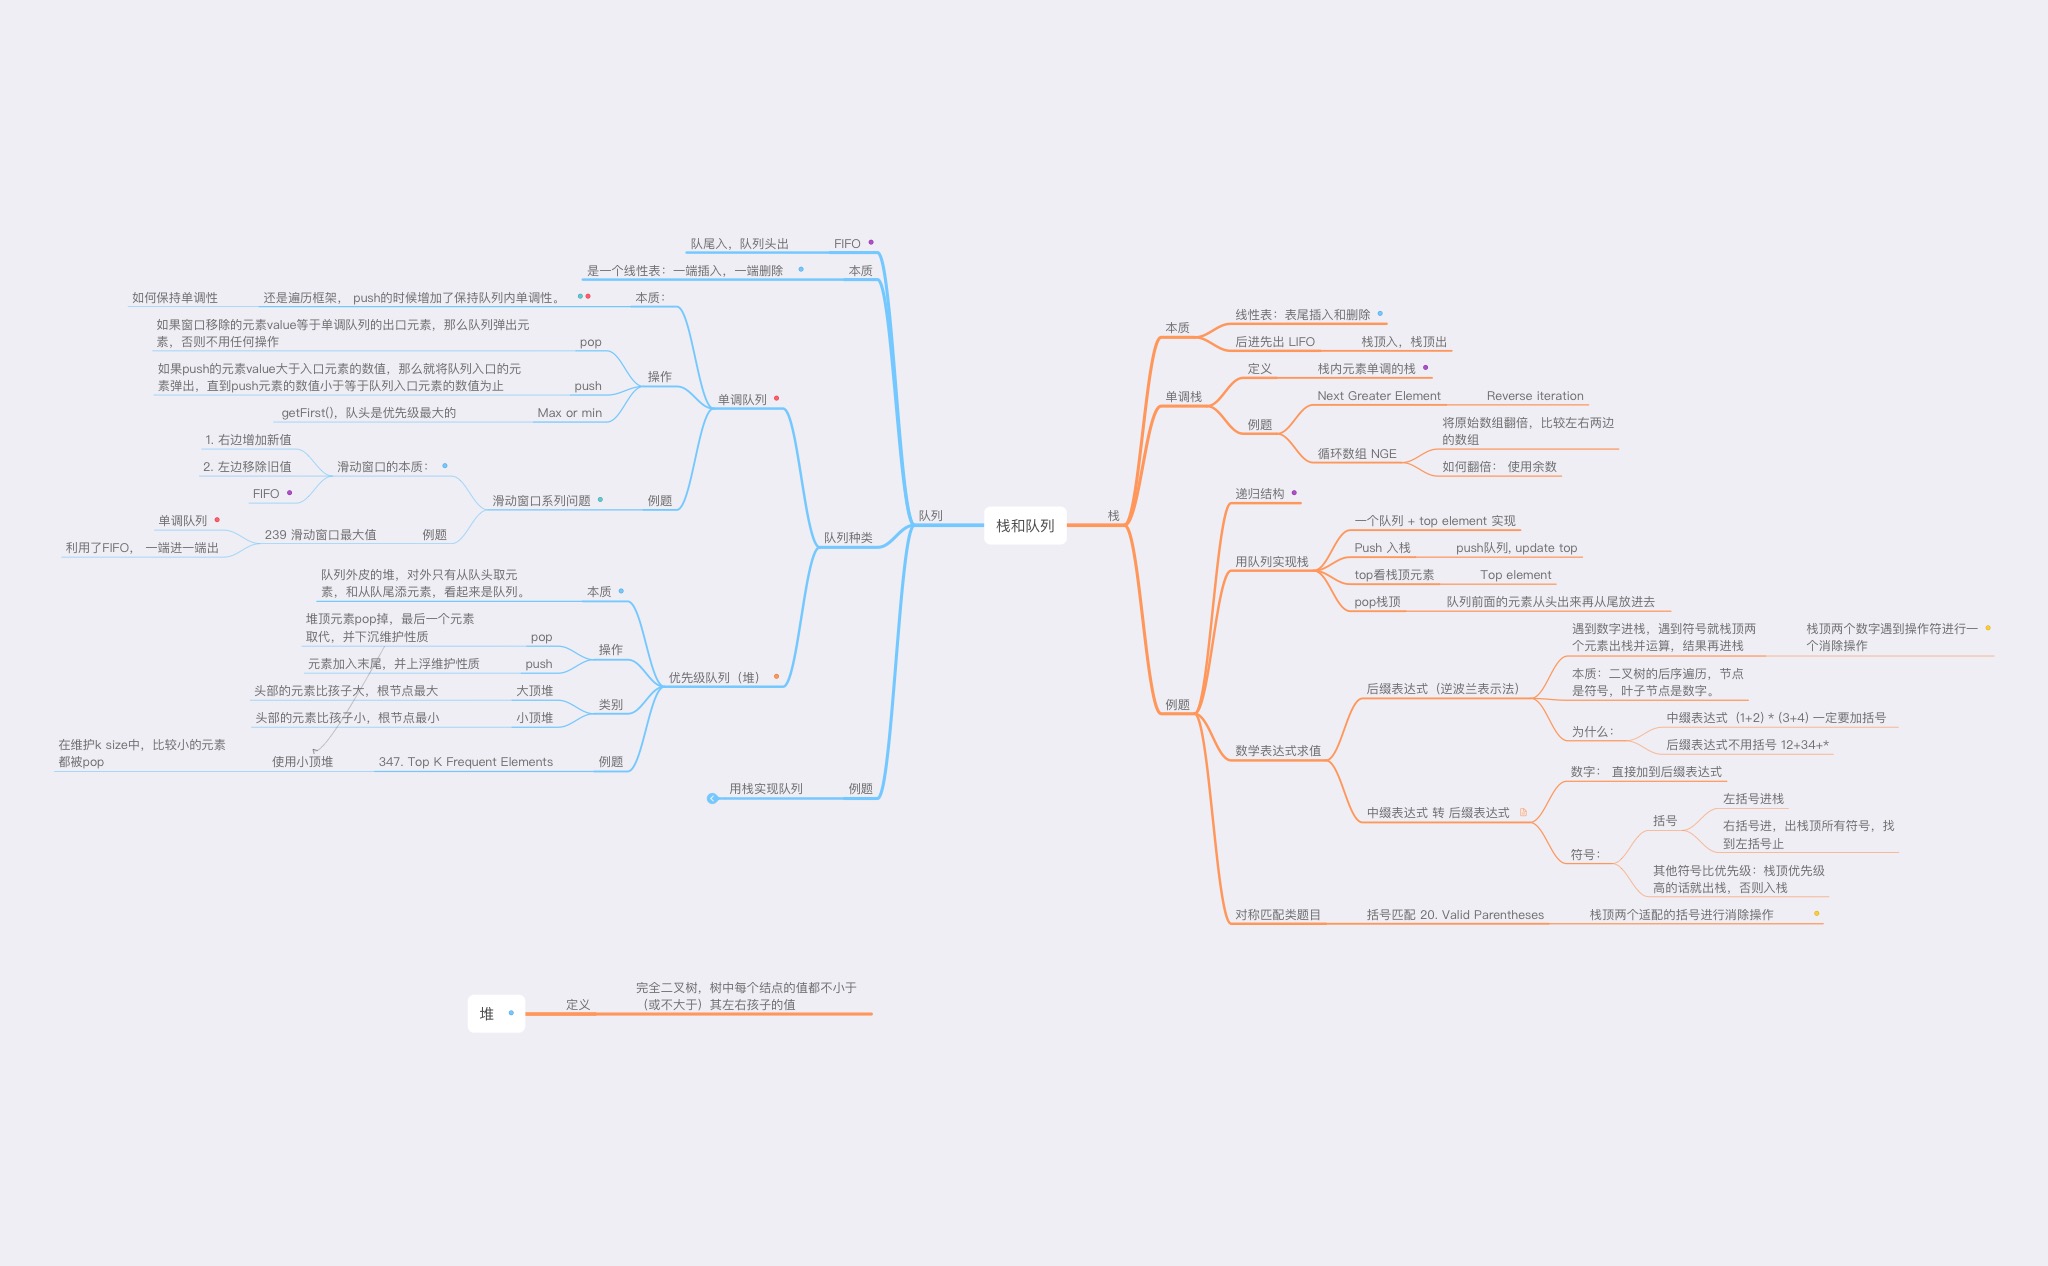 栈和队列
队列
FIFO
队尾入，队列头出
本质
是一个线性表：一端插入，一端删除
队列种类
单调队列
本质：
还是遍历框架， push的时候增加了保持队列内单调性。
如何保持单调性
操作
pop
如果窗口移除的元素value等于单调队列的出口元素，那么队列弹出元
素，否则不用任何操作
push
如果push的元素value大于入口元素的数值，那么就将队列入口的元
素弹出，直到push元素的数值小于等于队列入口元素的数值为止
Max or min
getFirst()，队头是优先级最大的
例题
滑动窗口系列问题
滑动窗口的本质：
1. 右边增加新值
2. 左边移除旧值
FIFO
例题
239 滑动窗口最大值
单调队列
利用了FIFO， 一端进一端出
优先级队列（堆）
本质
队列外皮的堆，对外只有从队头取元
素，和从队尾添元素，看起来是队列。
操作
pop
堆顶元素pop掉，最后一个元素
取代，并下沉维护性质
push
元素加入末尾，并上浮维护性质
类别
大顶堆
头部的元素比孩子大，根节点最大
小顶堆
头部的元素比孩子小，根节点最小
例题
347. Top K Frequent Elements
使用小顶堆
在维护k size中，比较小的元素
都被pop
例题
用栈实现队列
栈
本质
线性表：表尾插入和删除
后进先出 LIFO
栈顶入，栈顶出
单调栈
定义
栈内元素单调的栈
例题
Next Greater Element
Reverse iteration
循环数组 NGE
将原始数组翻倍，比较左右两边
的数组
如何翻倍： 使用余数
例题
递归结构
用队列实现栈
一个队列 + top element 实现
Push 入栈
push队列, update top
top看栈顶元素
Top element
pop栈顶
队列前面的元素从头出来再从尾放进去
数学表达式求值
后缀表达式（逆波兰表示法）
遇到数字进栈，遇到符号就栈顶两
个元素出栈并运算，结果再进栈
栈顶两个数字遇到操作符进行一
个消除操作
本质：二叉树的后序遍历，节点
是符号，叶子节点是数字。
为什么：
中缀表达式（1+2) * (3+4) 一定要加括号
后缀表达式不用括号 12+34+*
中缀表达式 转 后缀表达式
数字： 直接加到后缀表达式
符号：
括号
左括号进栈
右括号进，出栈顶所有符号，找
到左括号止
其他符号比优先级：栈顶优先级
高的话就出栈，否则入栈
对称匹配类题目
括号匹配 20. Valid Parentheses
栈顶两个适配的括号进行消除操作
堆
定义
完全二叉树，树中每个结点的值都不小于
（或不大于）其左右孩子的值